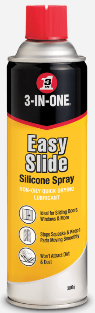 3
3-IN-ONE.
Easy
Slide
Silicone Spray
NON-OILY QUICK DRYING
LUBRICANT
Ideal for Sliding Doors
Windows & More
Stops Squeaks & Keeps
Parts Moving Smoothly
Won't Attract Dirt
& Dust